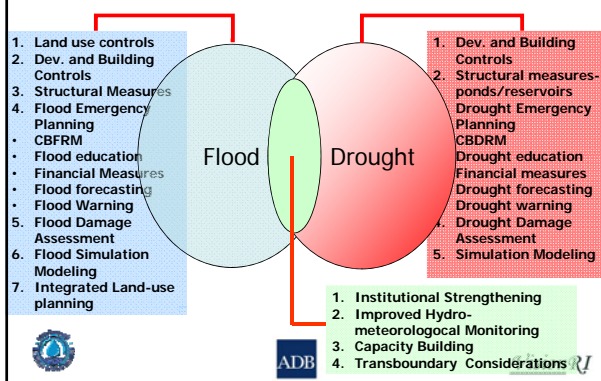 1. Land use controls
2. Dev. and Building
Controls
3. Structural Measures
4. Flood Emergency
Planning
• CBFRM
• Flood education
• Financial Measures
• Flood forecasting
• Flood Warning
5. Flood Damage
Assessment
6. Flood Simulation
Modeling
7. Integrated Land-use
planning
Flood
Drought
1. Dev. and Building
Controls
2. Structural measures-
ponds/reservoirs
Drought Emergency
Planning
CBDRM
Drought education
Financial measures
Drought forecasting
Drought warning
4. Drought Damage
Assessment
5. Simulation Modeling
1. Institutional Strengthening
2. Improved Hydro-
meteorologocal Monitoring
3. Capacity Building
4. Transboundary Considerations
ADB